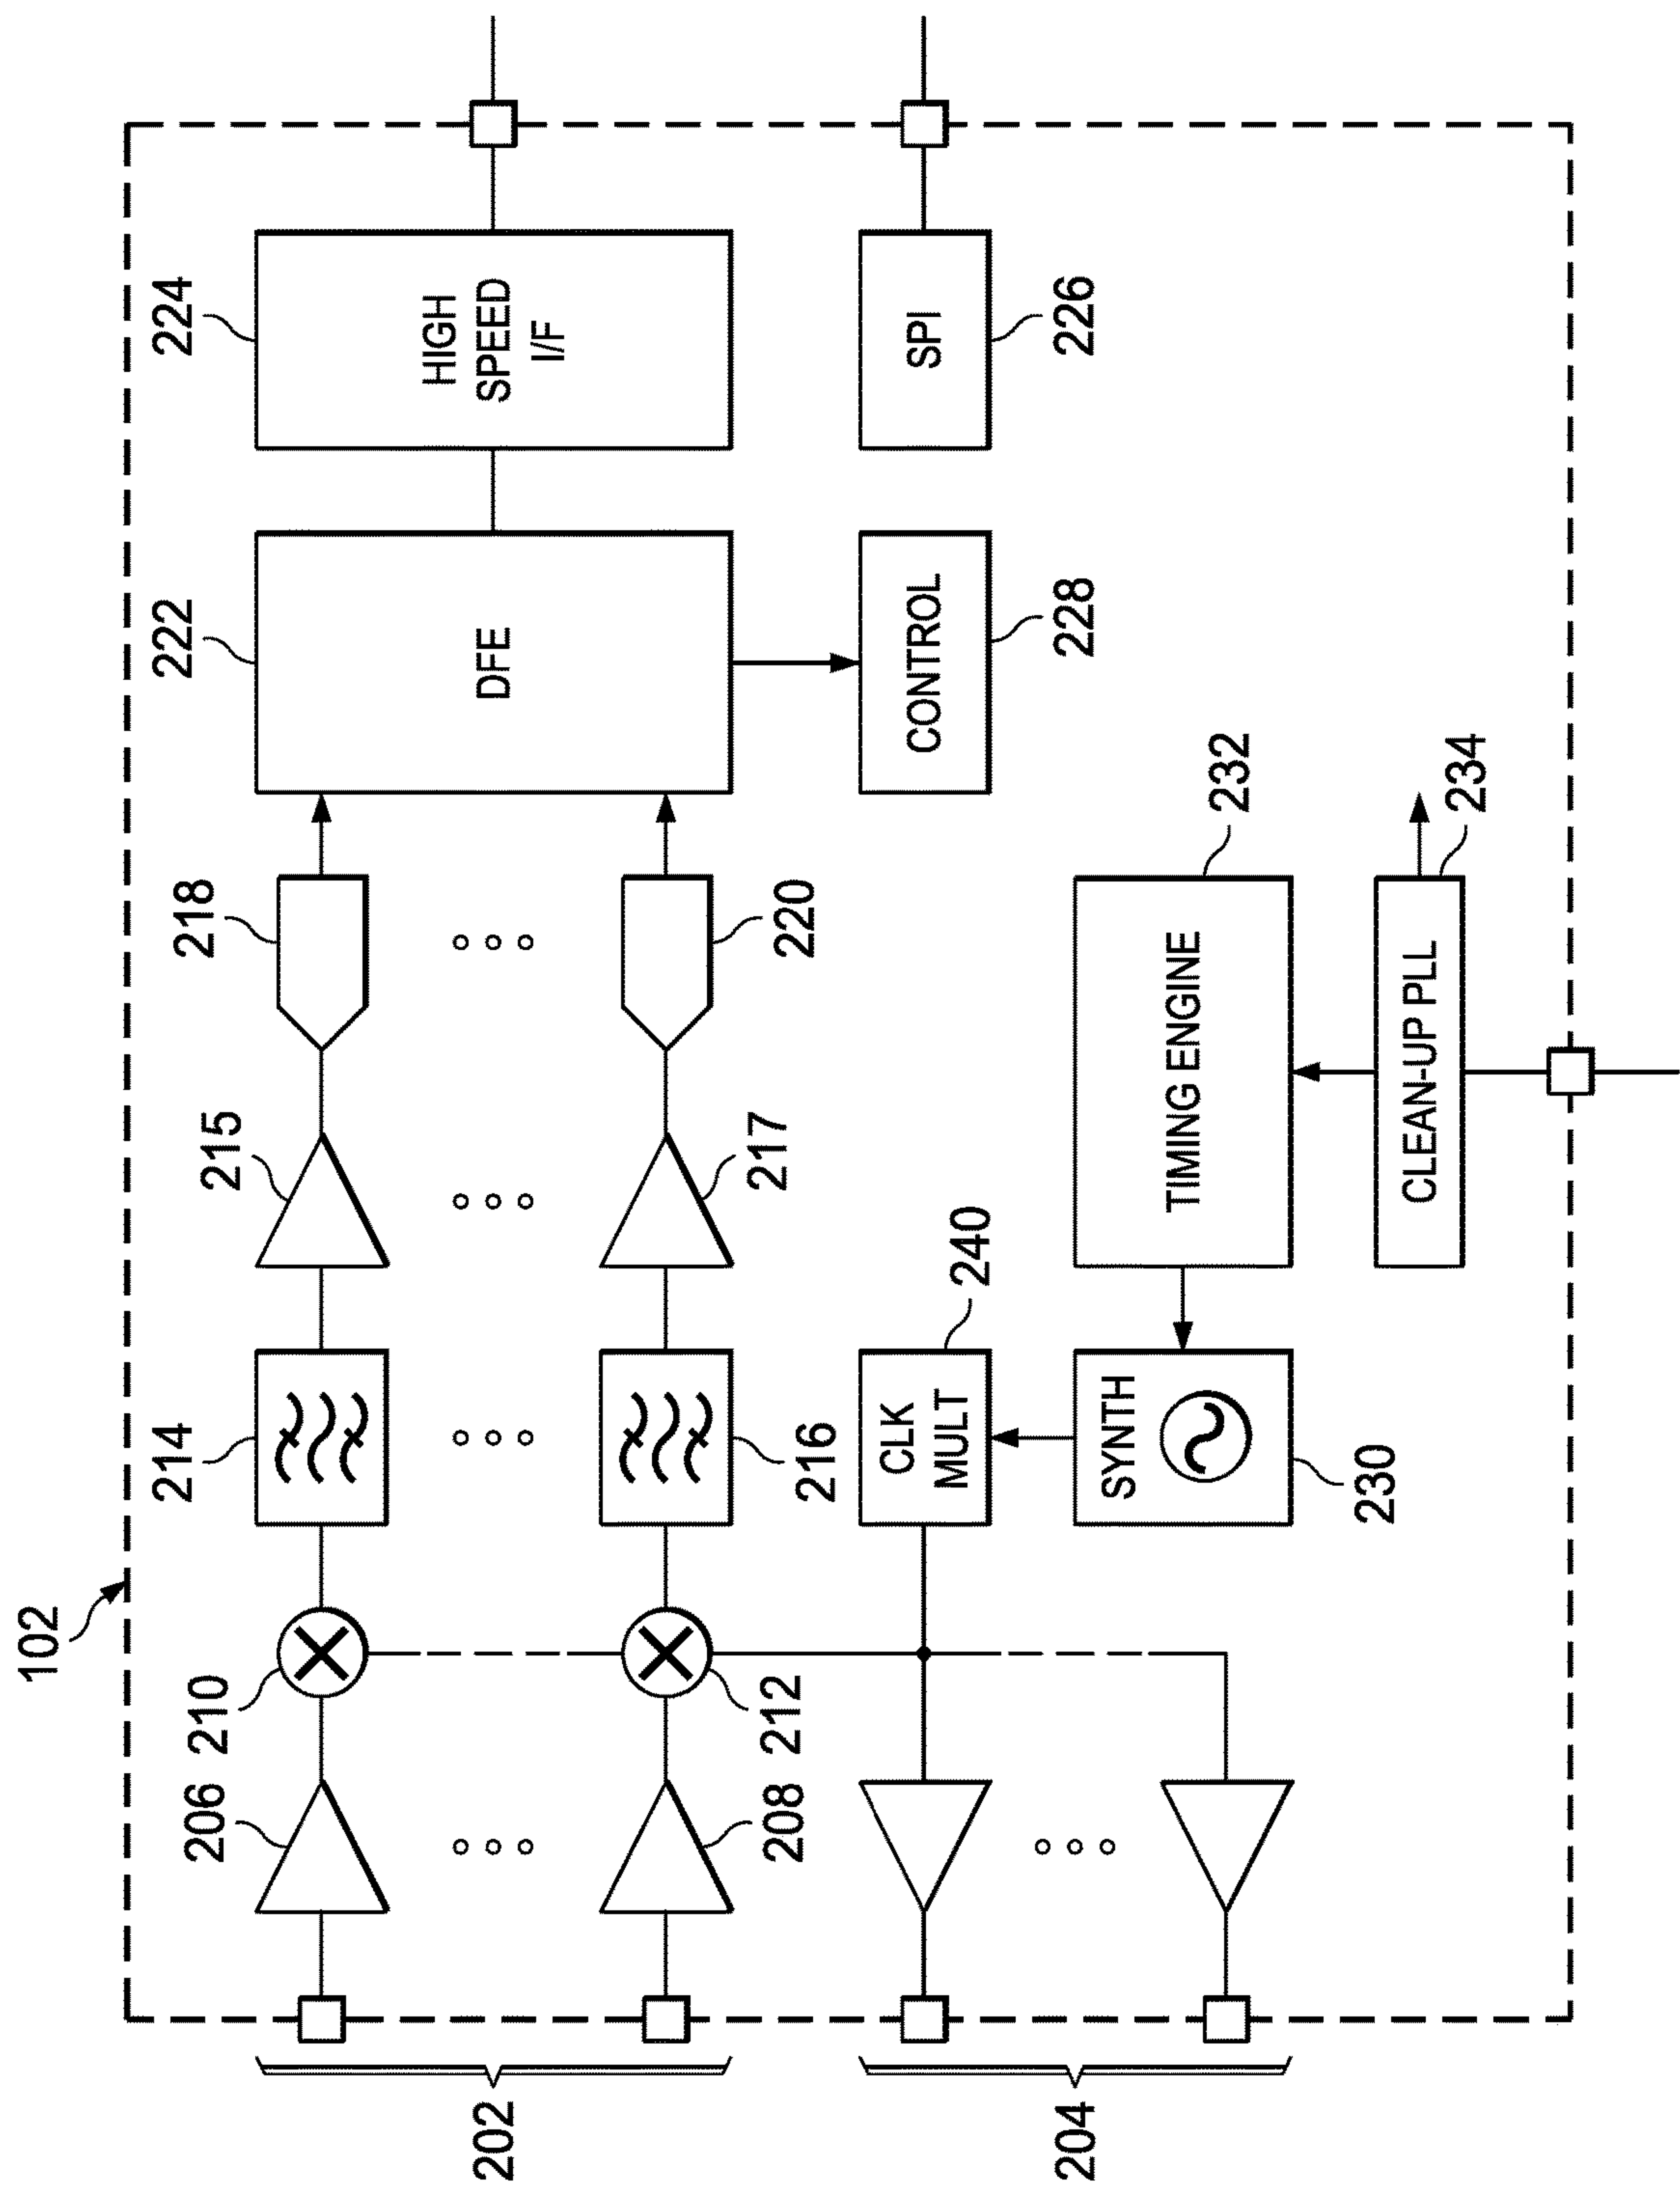 102
202
204
206
208
210
212
214
216
215
217
218
220
222
DFE
224
HIGH
SPEED
I/F
SPI
226
CONTROL
228
CLK
MULT
240
SYNTH
230
TIMING ENGINE
232
CLEAN-UP PLL
234